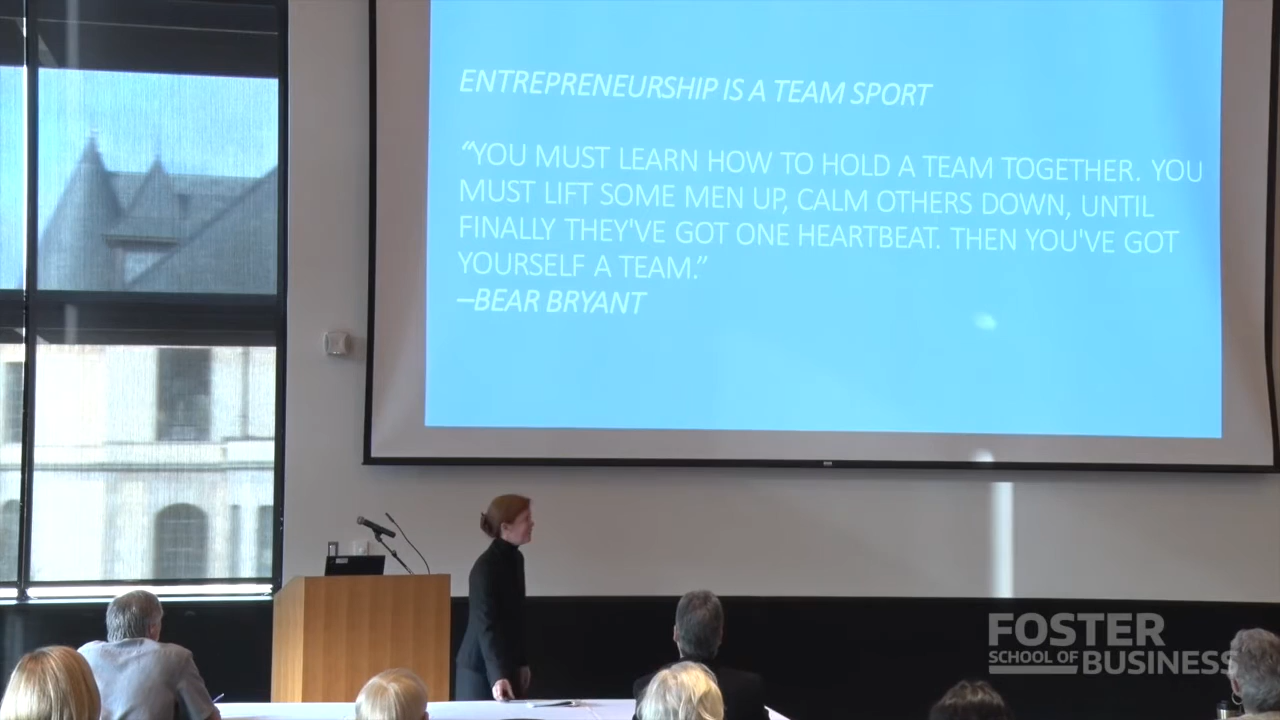 ENTREPRENEURSHIP IS A TEAM SPORT
“YOU MUST LEARN HOW TO HOLD A TEAM TOGETHER. YOU
MUST LIFT SOME MEN UP, CALM OTHERS DOWN, UNTIL
FINALLY THEY'VE GOT ONE HEARTBEAT. THEN YOU'VE GOT
YOURSELF A TEAM.”
–BEAR BRYANT
FOSTER
SCHOOL OF BUSINESS